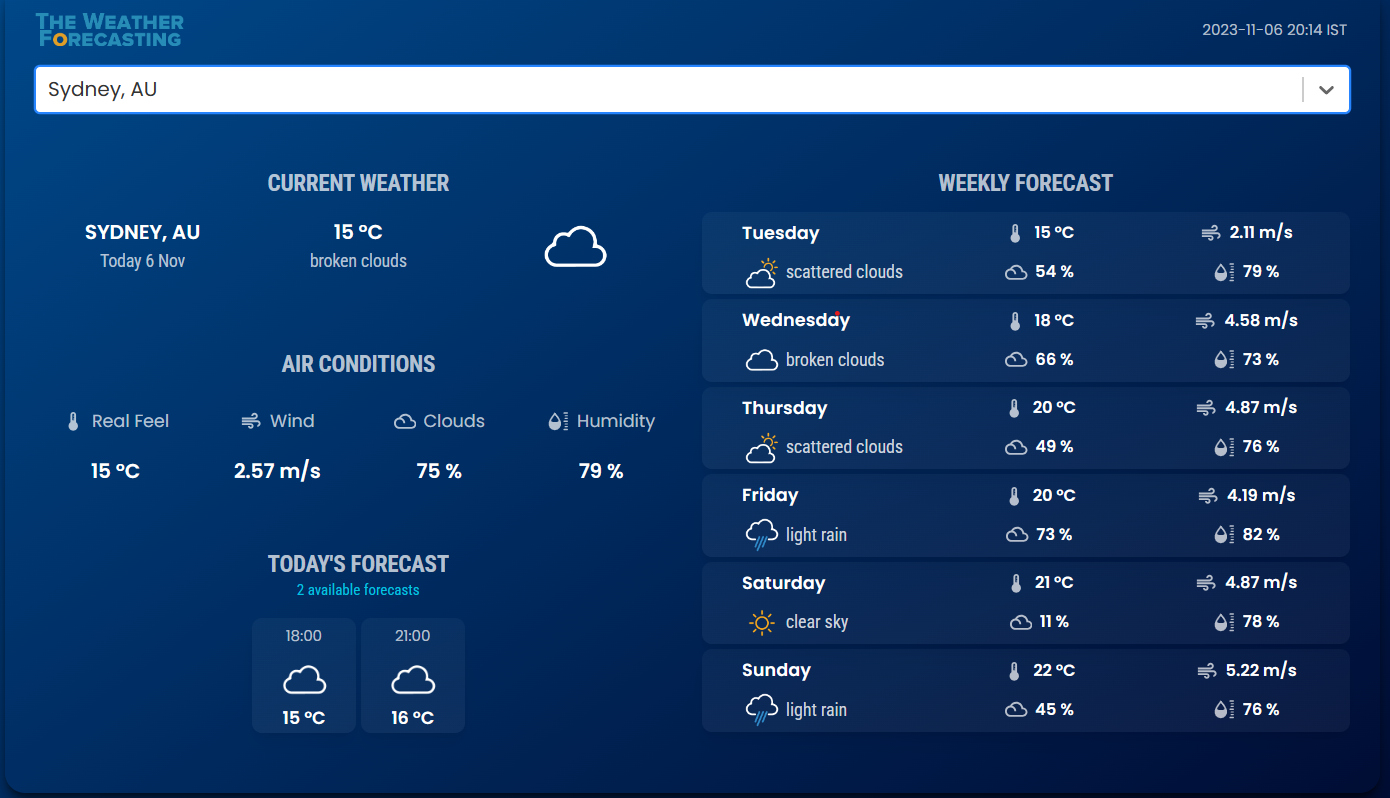 THE WEATHER
FORECASTING
2023-11-06 20:14 IST
Sydney, AU
CURRENT WEATHER
SYDNEY, AU
Today 6 Nov
15 °C
broken clouds
AIR CONDITIONS
Real Feel
Wind
Clouds
Humidity
15 °C
2.57 m/s
75 %
79 %
TODAY'S FORECAST
2 available forecasts
18:00
15 °C
21:00
16 °C
WEEKLY FORECAST
Tuesday
15 °C
2.11 m/s
scattered clouds
54 %
79 %
Wednesday
18 °C
4.58 m/s
broken clouds
66 %
73 %
Thursday
20 °C
4.87 m/s
scattered clouds
49 %
76 %
Friday
20 °C
4.19 m/s
light rain
73 %
82 %
Saturday
21 °C
4.87 m/s
clear sky
11 %
78 %
Sunday
22 °C
5.22 m/s
light rain
45 %
76 %